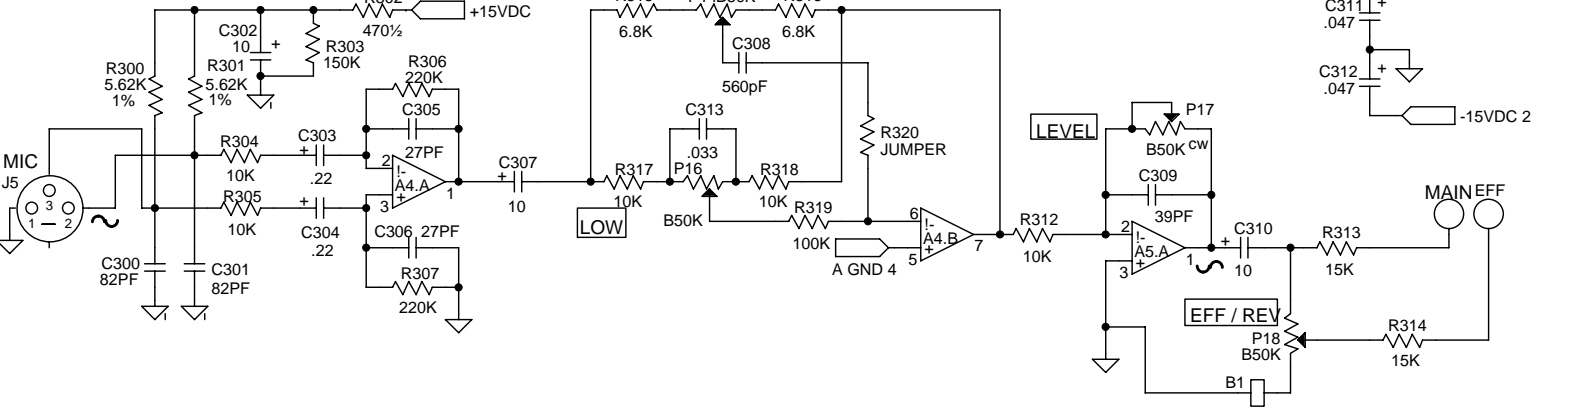 +15VDC
470½
C302
10
+
R303
150K
R300
5.62K
1%
R301
5.62K
1%
R306
220K
C305
27PF
MIC
J5
3
1
2
R304
10K
C303
+
.22
R305
10K
C304
+
.22
2
!-
A4.A
+
3
1
C306 27PF
R307
220K
C300
82PF
C301
82PF
C307
+
10
6.8K
6.8K
C308
560pF
C313
.033
R317
10K
P16
B50K
R318
10K
LOW
R319
100K
R320
JUMPER
A GND 4
6
!-
A4.B
+
5
7
R312
10K
LEVEL
P17
B50K CW
C309
39PF
2
!-
A5.A
+
3
1
C310
+
10
R313
15K
MAIN EFF
EFF / REV
P18
B50K
R314
15K
B1
C311
+
.047
C312
+
.047
-15VDC 2